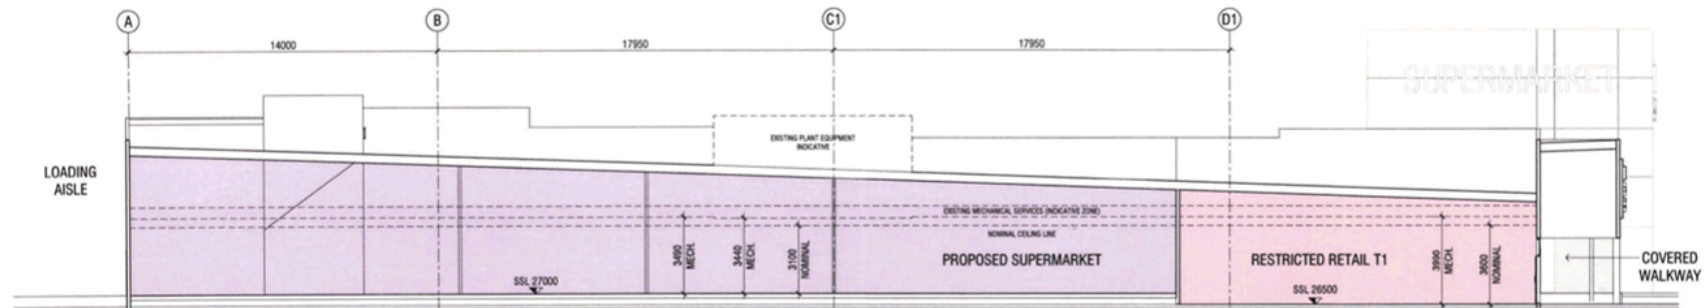 A
B
C1
D1
14000
17950
17950
SUPERMARKET
EXISTING PLANT EQUIPMENT
INDICATIVE
LOADING
AISLE
EXISTING MECHANICAL SERVICES (INDICATIVE ZONE)
NOMINAL CEILING LINE
3490
MECH.
3440
MECH.
3100
NOMINAL
PROPOSED SUPERMARKET
RESTRICTED RETAIL T1
3990
MECH.
3600
NOMINAL
COVERED
WALKWAY
SSL 27000
SSL 26500